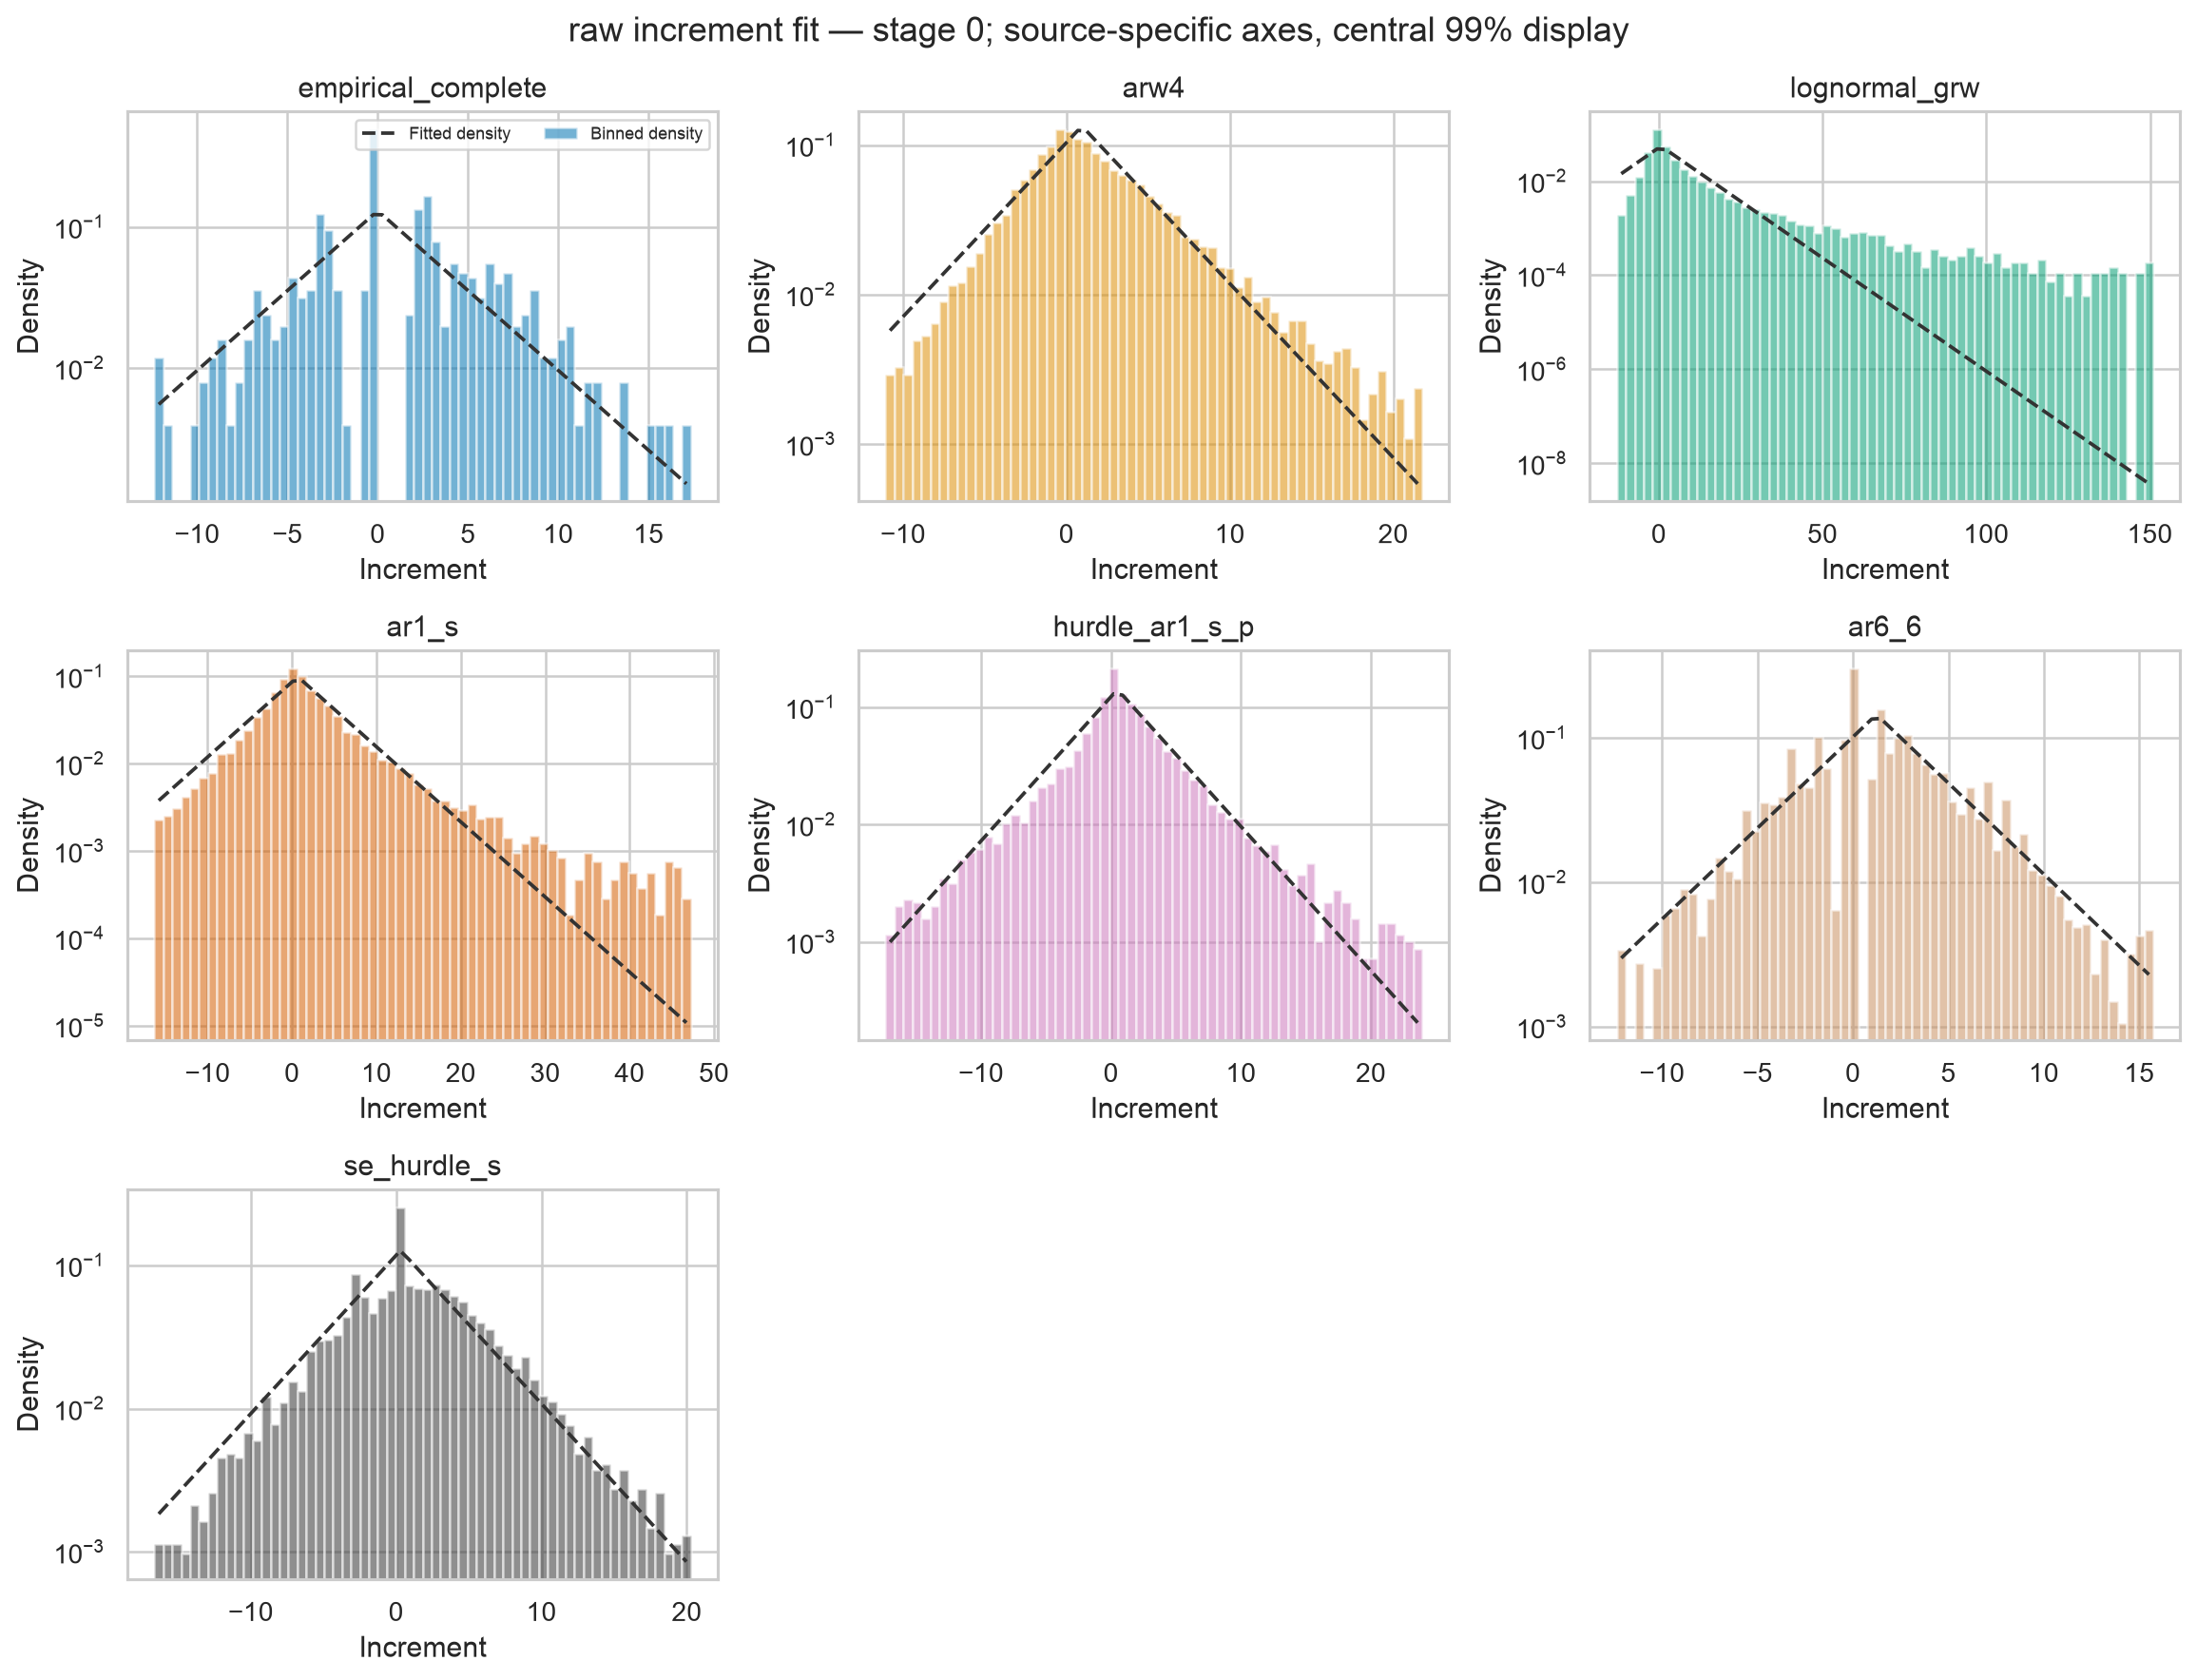 raw increment fit — stage 0; source-specific axes, central 99% display
empirical_complete
Fitted density
Binned density
Density
10⁻¹
10⁻²
−10 −5 0 5 10 15
Increment
arw4
Density
10⁻¹
10⁻²
10⁻³
−10 0 10 20
Increment
lognormal_grw
Density
10⁻²
10⁻⁴
10⁻⁶
10⁻⁸
0 50 100 150
Increment
ar1_s
Density
10⁻¹
10⁻²
10⁻³
10⁻⁴
10⁻⁵
−10 0 10 20 30 40 50
Increment
hurdle_ar1_s_p
Density
10⁻¹
10⁻²
10⁻³
−10 0 10 20
Increment
ar6_6
Density
10⁻¹
10⁻²
10⁻³
−10 −5 0 5 10 15
Increment
se_hurdle_s
Density
10⁻¹
10⁻²
10⁻³
−10 0 10 20
Increment